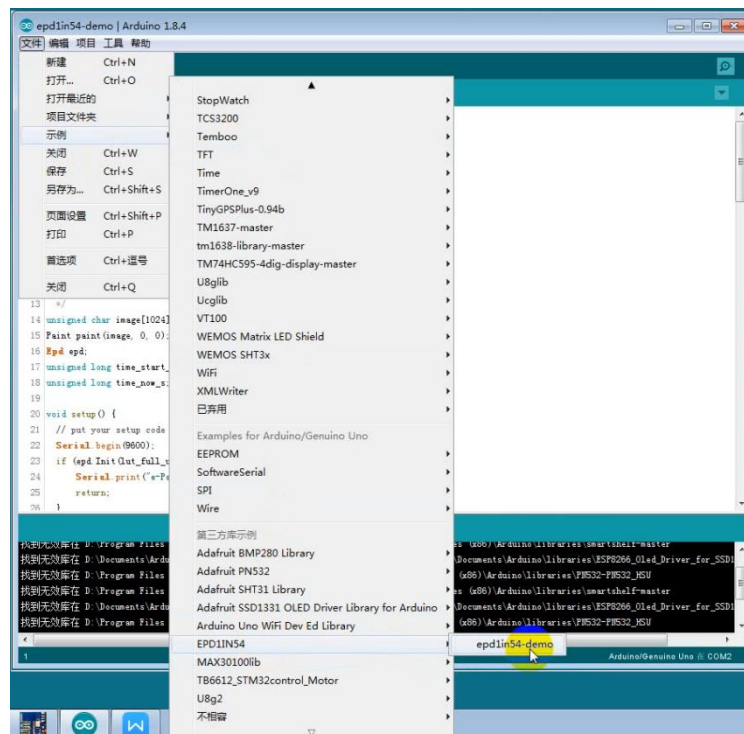 epd1in54-demo | Arduino 1.8.4
文件 编辑 项目 工具 帮助
新建 Ctrl+N
打开... Ctrl+O
打开最近的
项目文件夹
示例
关闭 Ctrl+W
保存 Ctrl+S
另存为... Ctrl+Shift+S
页面设置 Ctrl+Shift+P
打印 Ctrl+P
首选项 Ctrl+逗号
关闭 Ctrl+Q
StopWatch
TCS3200
Temboo
TFT
Time
TimerOne_v9
TinyGPSPlus-0.94b
TM1637-master
tm1638-library-master
TM74HC595-4dig-display-master
U8glib
Ucglib
VT100
WEMOS Matrix LED Shield
WEMOS SHT3x
WiFi
XMLWriter
已弃用
Examples for Arduino/Genuino Uno
EEPROM
SoftwareSerial
SPI
Wire
第三方库示例
Adafruit BMP280 Library
Adafruit PN532
Adafruit SHT31 Library
Adafruit SSD1331 OLED Driver Library for Arduino
Arduino Uno WiFi Dev Ed Library
EPD1IN54
MAX30100lib
TB6612_STM32control_Motor
U8g2
不相容
epd1in54-demo
13 */
14 unsigned char image[1024]
15 Paint paint(image, 0, 0);
16 Epd epd;
17 unsigned long time_start_
18 unsigned long time_now_s;
19
20 void setup() {
21 // put your setup code
22 Serial.begin(9600);
23 if (epd.Init(lut_full_u
24 Serial.print("e-Pa
25 return;
26 }
找到无效库在 D:\Program Files es (x86)\Arduino\libraries\smartshelf-master
找到无效库在 D:\Documents\Ardu \Documents\Arduino\libraries\ESP8266_Oled_Driver_for_SSD1
找到无效库在 D:\Program Files (x86)\Arduino\libraries\PN532-PN532_HSU
找到无效库在 D:\Program Files es (x86)\Arduino\libraries\smartshelf-master
找到无效库在 D:\Documents\Ardu \Documents\Arduino\libraries\ESP8266_Oled_Driver_for_SSD1
找到无效库在 D:\Program Files (x86)\Arduino\libraries\PN532-PN532_HSU
1 Arduino/Genuino Uno 在 COM2